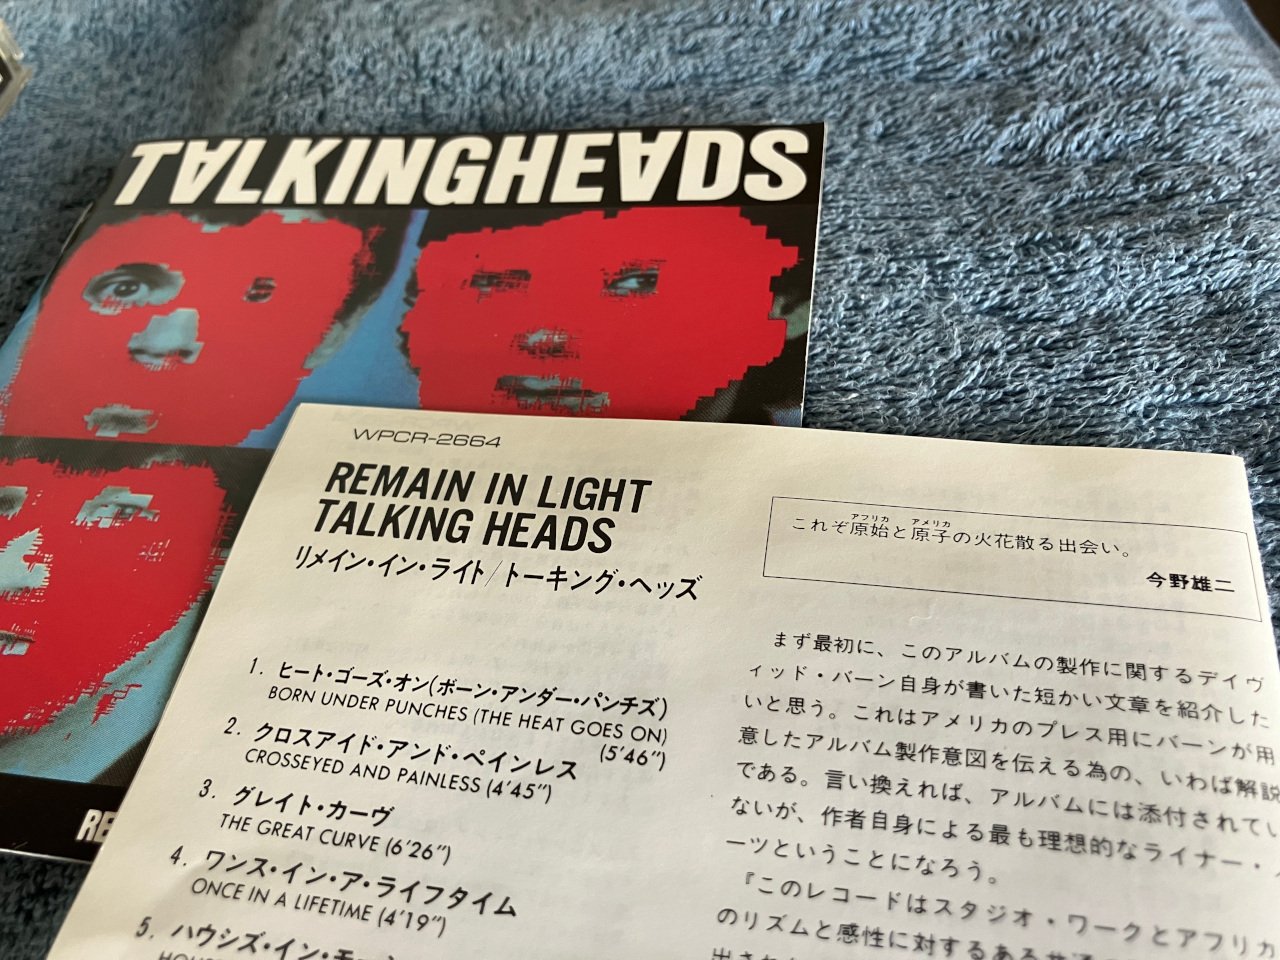 TALKINGHEADS
RE
WPCR-2664
REMAIN IN LIGHT
TALKING HEADS
リメイン・イン・ライト/トーキング・ヘッズ
1. ヒート・ゴーズ・オン(ボーン・アンダー・パンチズ)
BORN UNDER PUNCHES (THE HEAT GOES ON)
(5'46")
2. クロスアイド・アンド・ペインレス
CROSSEYED AND PAINLESS (4'45")
3. グレイト・カーヴ
THE GREAT CURVE (6'26")
4. ワンス・イン・ア・ライフタイム
ONCE IN A LIFETIME (4'19")
5. ハウシズ・イン・モーシ
HOUS
アフリカ アメリカ
これぞ原始と原子の火花散る出会い。
今野雄二
まず最初に、このアルバムの製作に関するデイヴ
ィッド・バーン自身が書いた短かい文章を紹介した
いと思う。これはアメリカのプレス用にバーンが用
意したアルバム製作意図を伝える為の、いわば解説
である。言い換えれば、アルバムには添付されてい
ないが、作者自身による最も理想的なライナー・
ーツということになろう。
『このレコードはスタジオ・ワークとアフリカ
のリズムと感性に対するある共通
出され